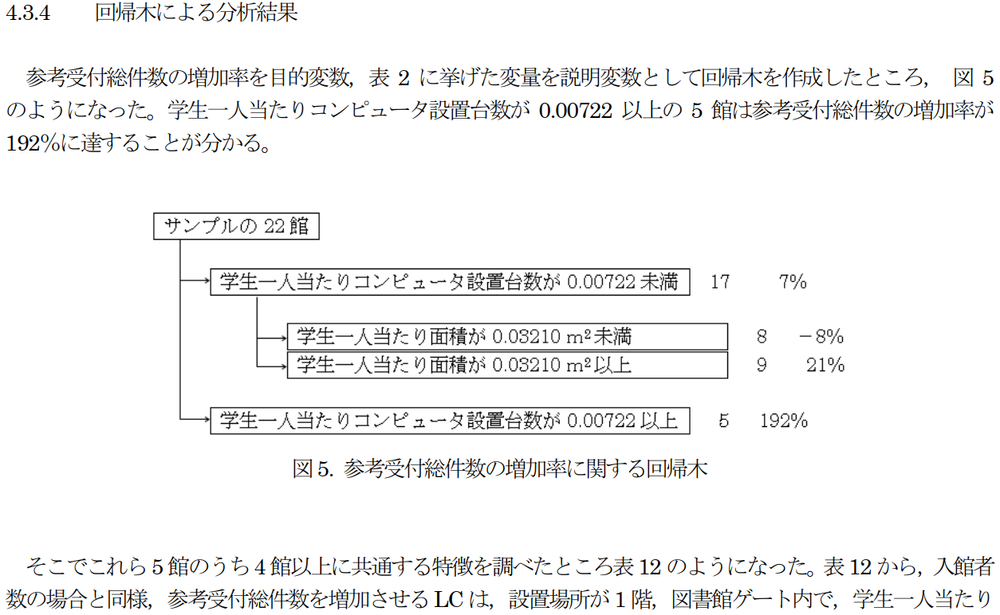 4.3.4 回帰木による分析結果
参考受付総件数の増加率を目的変数，表 2 に挙げた変量を説明変数として回帰木を作成したところ， 図 5
のようになった。学生一人当たりコンピュータ設置台数が 0.00722 以上の 5 館は参考受付総件数の増加率が
192%に達することが分かる。
サンプルの 22 館
学生一人当たりコンピュータ設置台数が 0.00722 未満 17 7%
学生一人当たり面積が 0.03210 m² 未満 8 －8%
学生一人当たり面積が 0.03210 m² 以上 9 21%
学生一人当たりコンピュータ設置台数が 0.00722 以上 5 192%
図 5. 参考受付総件数の増加率に関する回帰木
そこでこれら 5 館のうち 4 館以上に共通する特徴を調べたところ表 12 のようになった。表 12 から，入館者
数の場合と同様，参考受付総件数を増加させる LC は，設置場所が 1 階，図書館ゲート内で，学生一人当たり